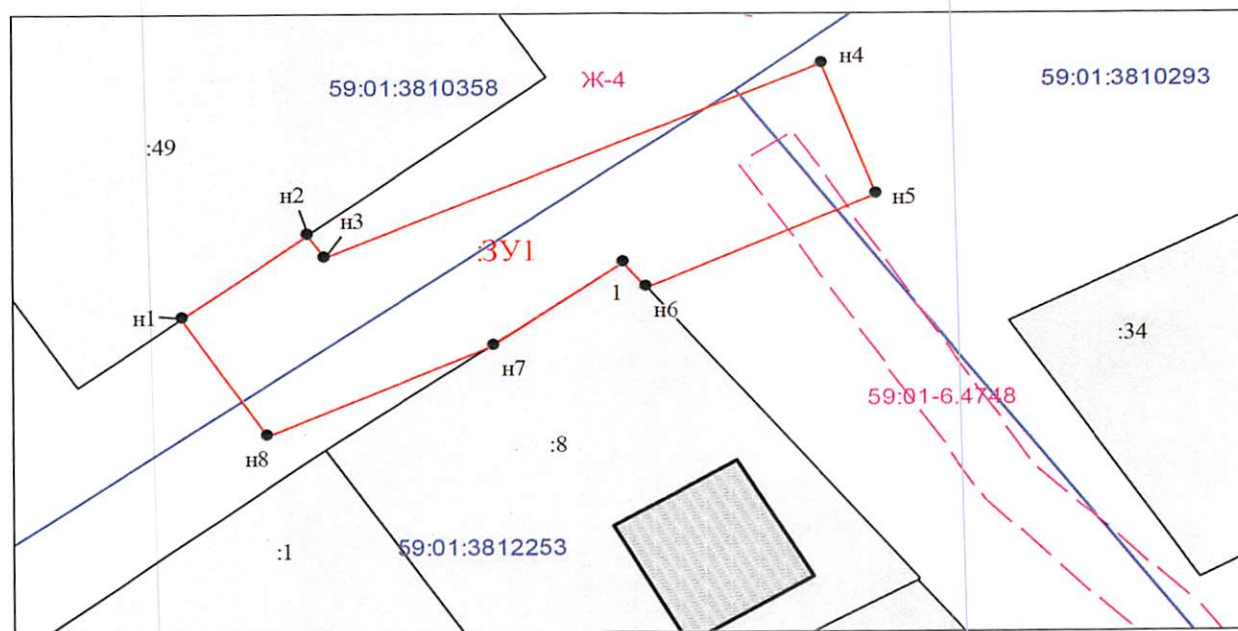 н4
59:01:3810358
Ж-4
59:01:3810293
:49
н2
н5
н3
:ЗУ1
1
н6
н1
:34
н7
59:01-6.4748
:8
н8
:1
59:01:3812253